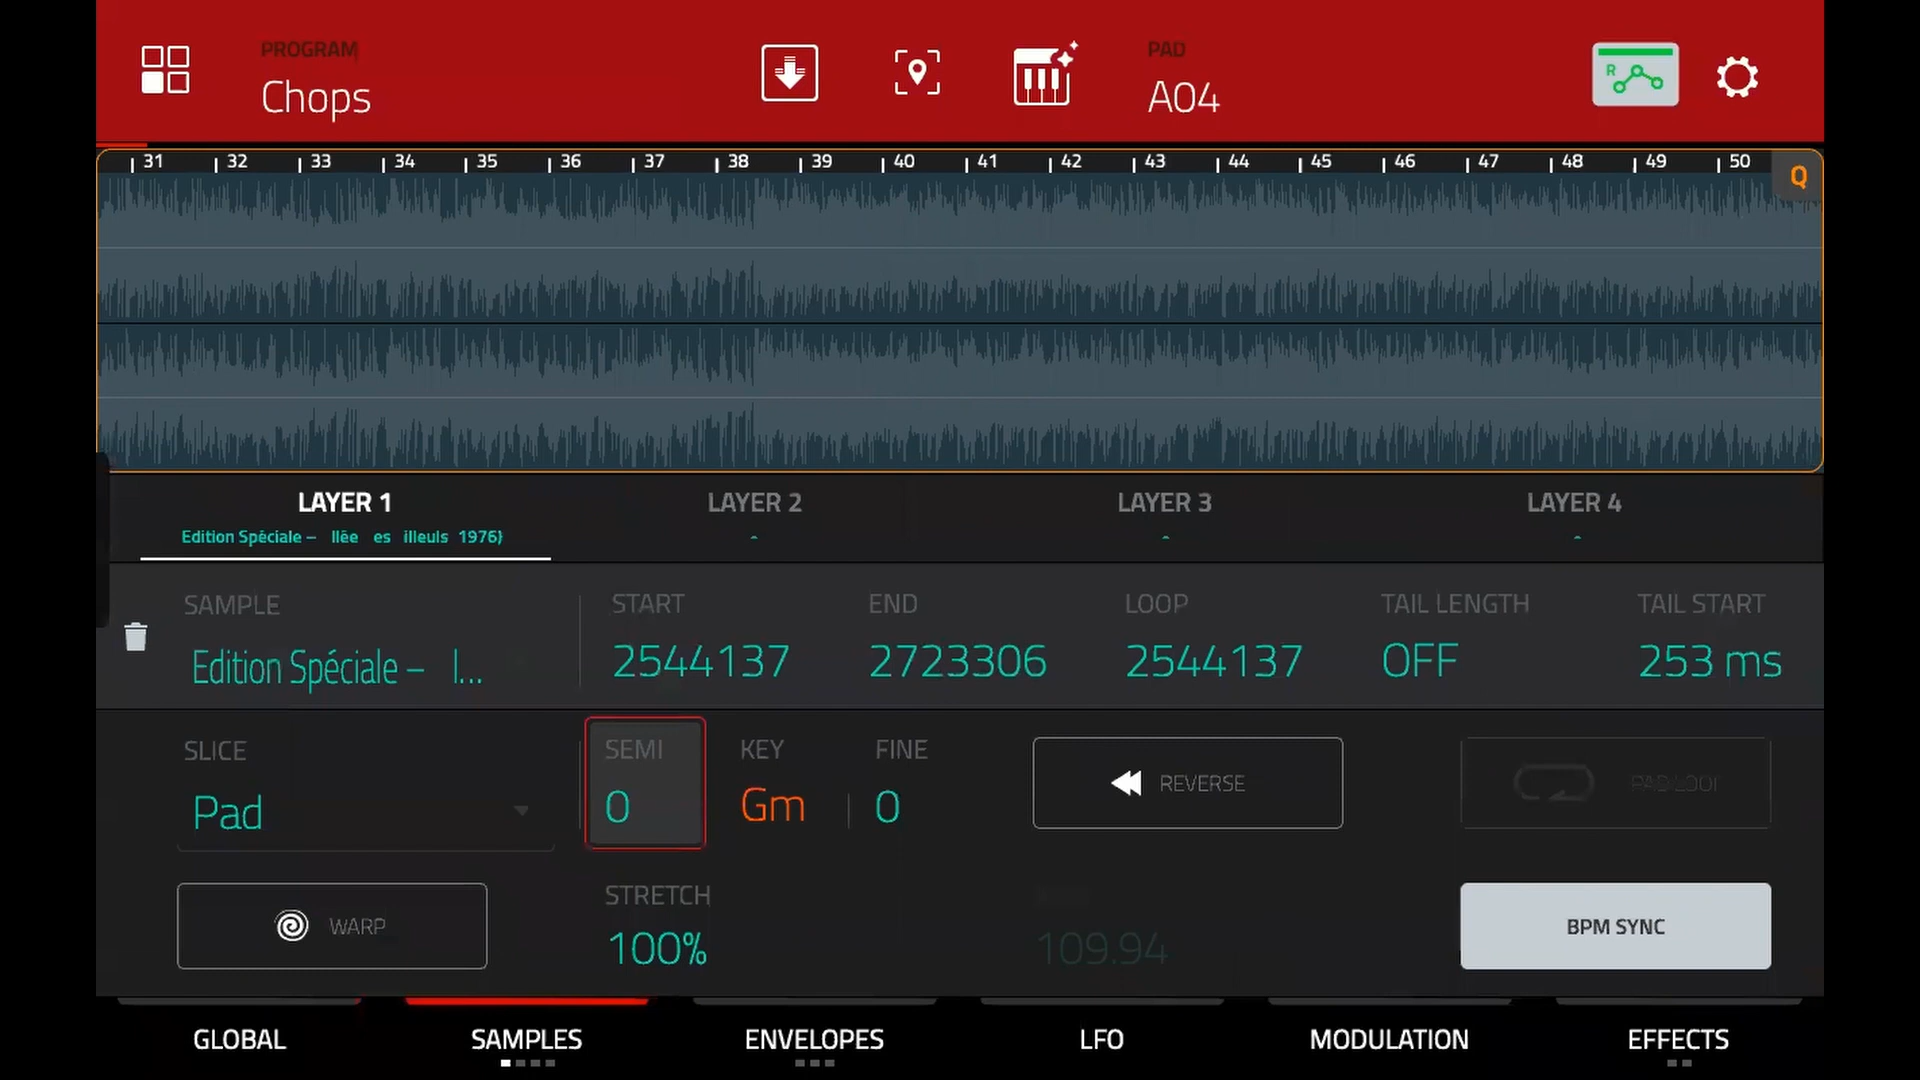 PROGRAM
Chops
PAD
A04
R
31 32 33 34 35 36 37 38 39 40 41 42 43 44 45 46 47 48 49 50
Q
LAYER 1
Edition Spéciale – llée es illeuls 1976}
LAYER 2
LAYER 3
LAYER 4
SAMPLE
Edition Spéciale – l...
START
2544137
END
2723306
LOOP
2544137
TAIL LENGTH
OFF
TAIL START
253 ms
SLICE
Pad
SEMI
0
KEY
Gm
FINE
0
REVERSE
WARP
STRETCH
100%
109.94
BPM SYNC
GLOBAL
SAMPLES
ENVELOPES
LFO
MODULATION
EFFECTS